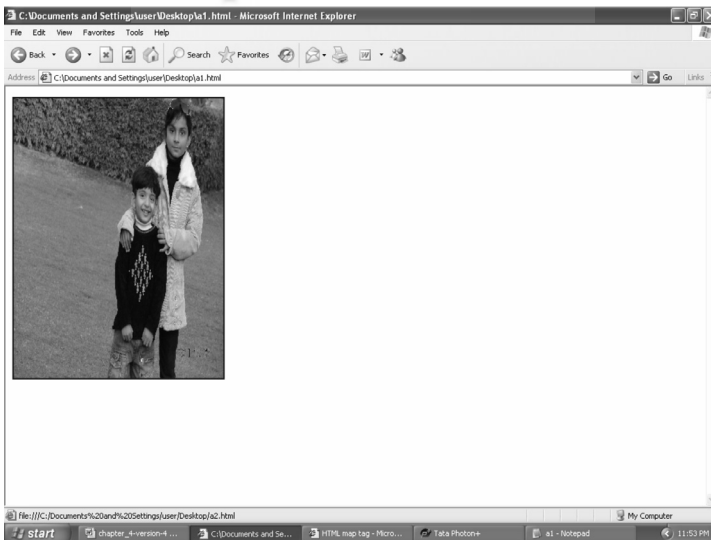 C:\Documents and Settings\user\Desktop\a1.html - Microsoft Internet Explorer
File Edit View Favorites Tools Help
Back Search Favorites
Address C:\Documents and Settings\user\Desktop\a1.html Go Links
file:///C:/Documents%20and%20Settings/user/Desktop/a2.html My Computer
start chapter_4-version-4 ... C:\Documents and Se... HTML map tag - Micro... Tata Photon+ a1 - Notepad 11:53 PM